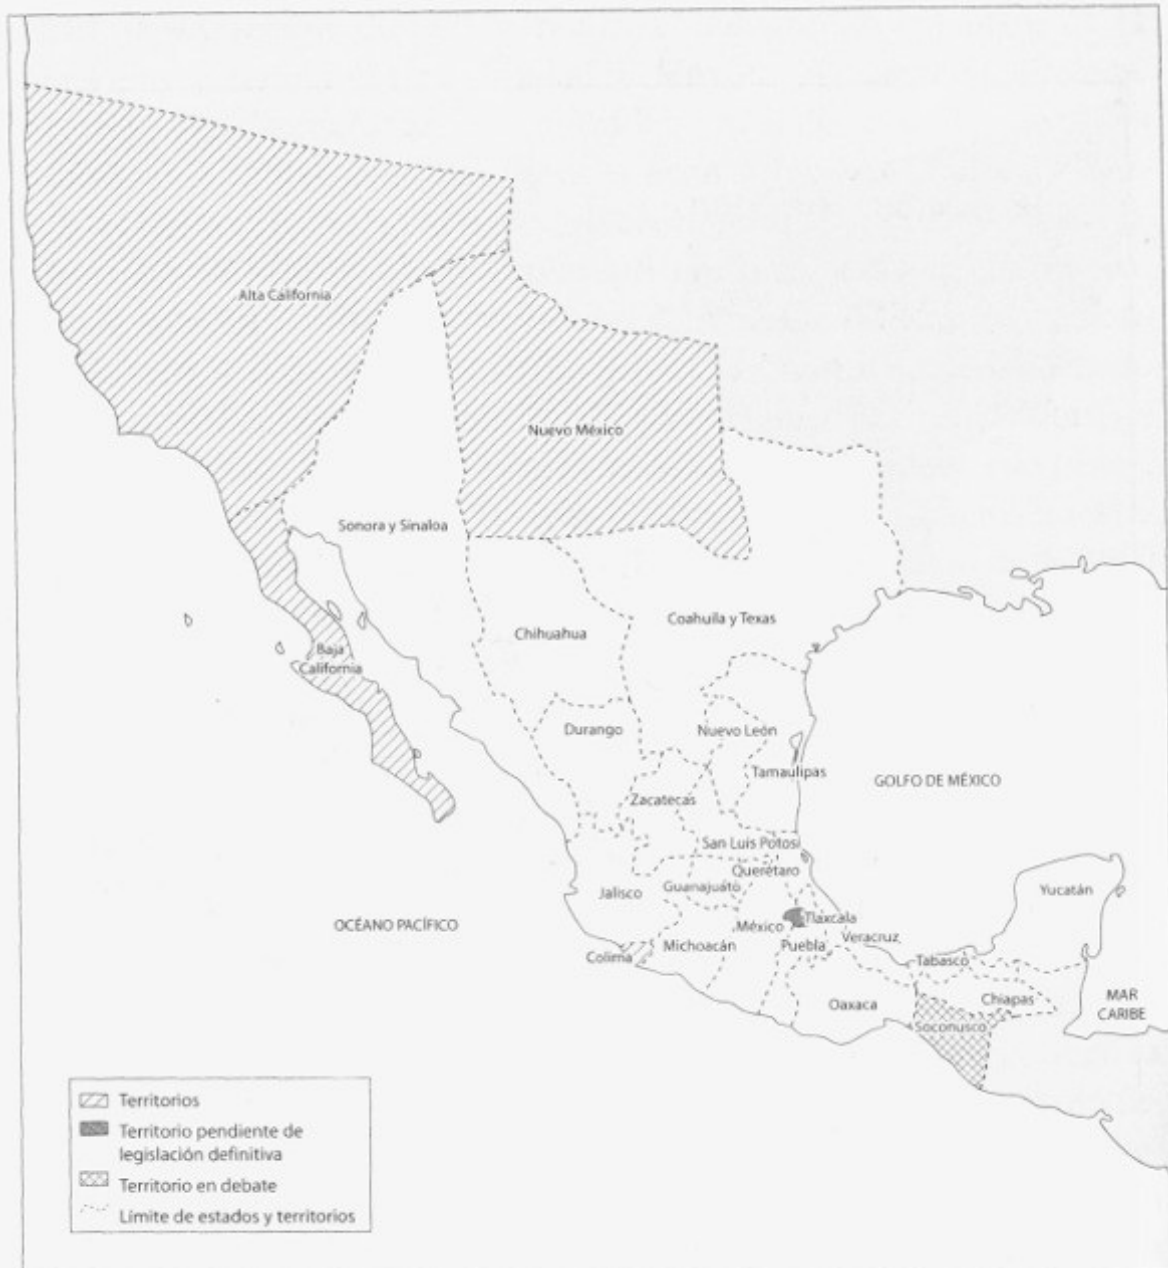 Alta California
Nuevo México
Sonora y Sinaloa
Chihuahua
Coahuila y Texas
Baja
California
Durango
Nuevo León
Tamaulipas
GOLFO DE MÉXICO
Zacatecas
San Luis Potosí
Querétaro
Guanajuato
Jalisco
Yucatán
OCÉANO PACÍFICO
México
Tlaxcala
Veracruz
Puebla
Michoacán
Colima
Tabasco
Chiapas
Oaxaca
Soconusco
MAR
CARIBE
Territorios
Territorio pendiente de
legislación definitiva
Territorio en debate
Límite de estados y territorios